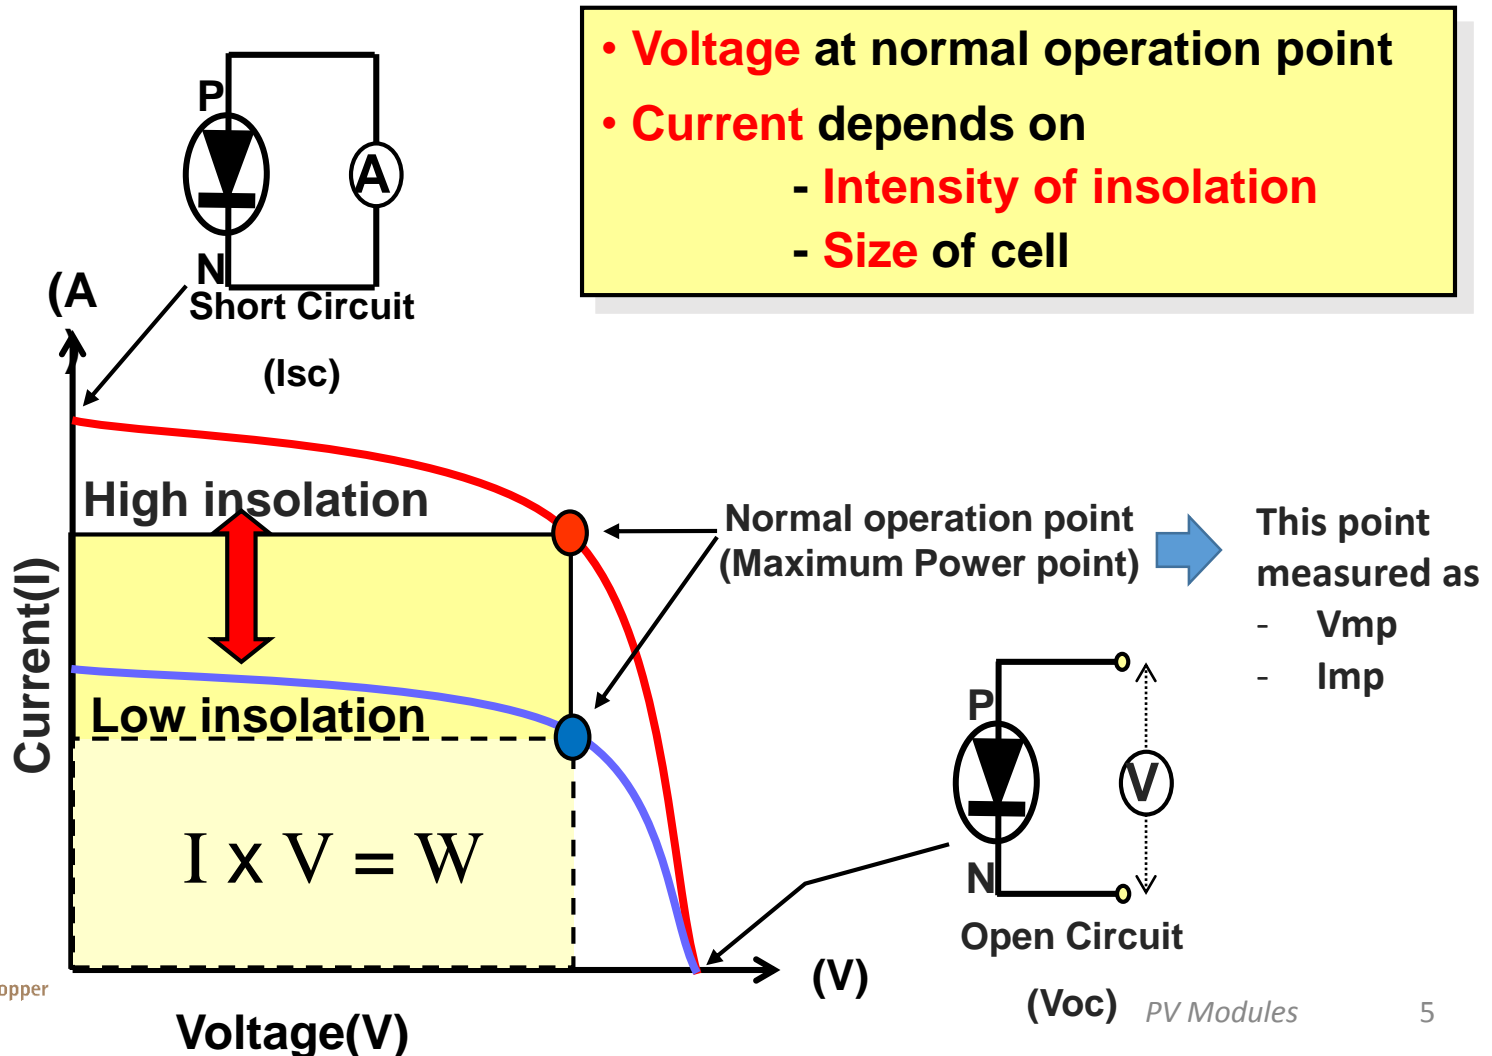 • Voltage at normal operation point
• Current depends on
- Intensity of insolation
- Size of cell
P
A
N
Short Circuit
(Isc)
(A
)
High insolation
Normal operation point
(Maximum Power point)
This point
measured as
- Vmp
- Imp
Current(I)
Low insolation
I x V = W
P
V
N
Open Circuit
(Voc)
(V)
Voltage(V)
opper
PV Modules
5